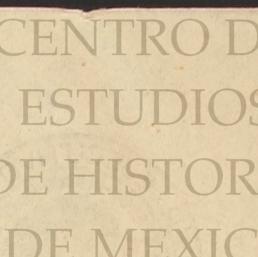 CENTRO D
ESTUDIOS
DE HISTOR
DE MEXIC